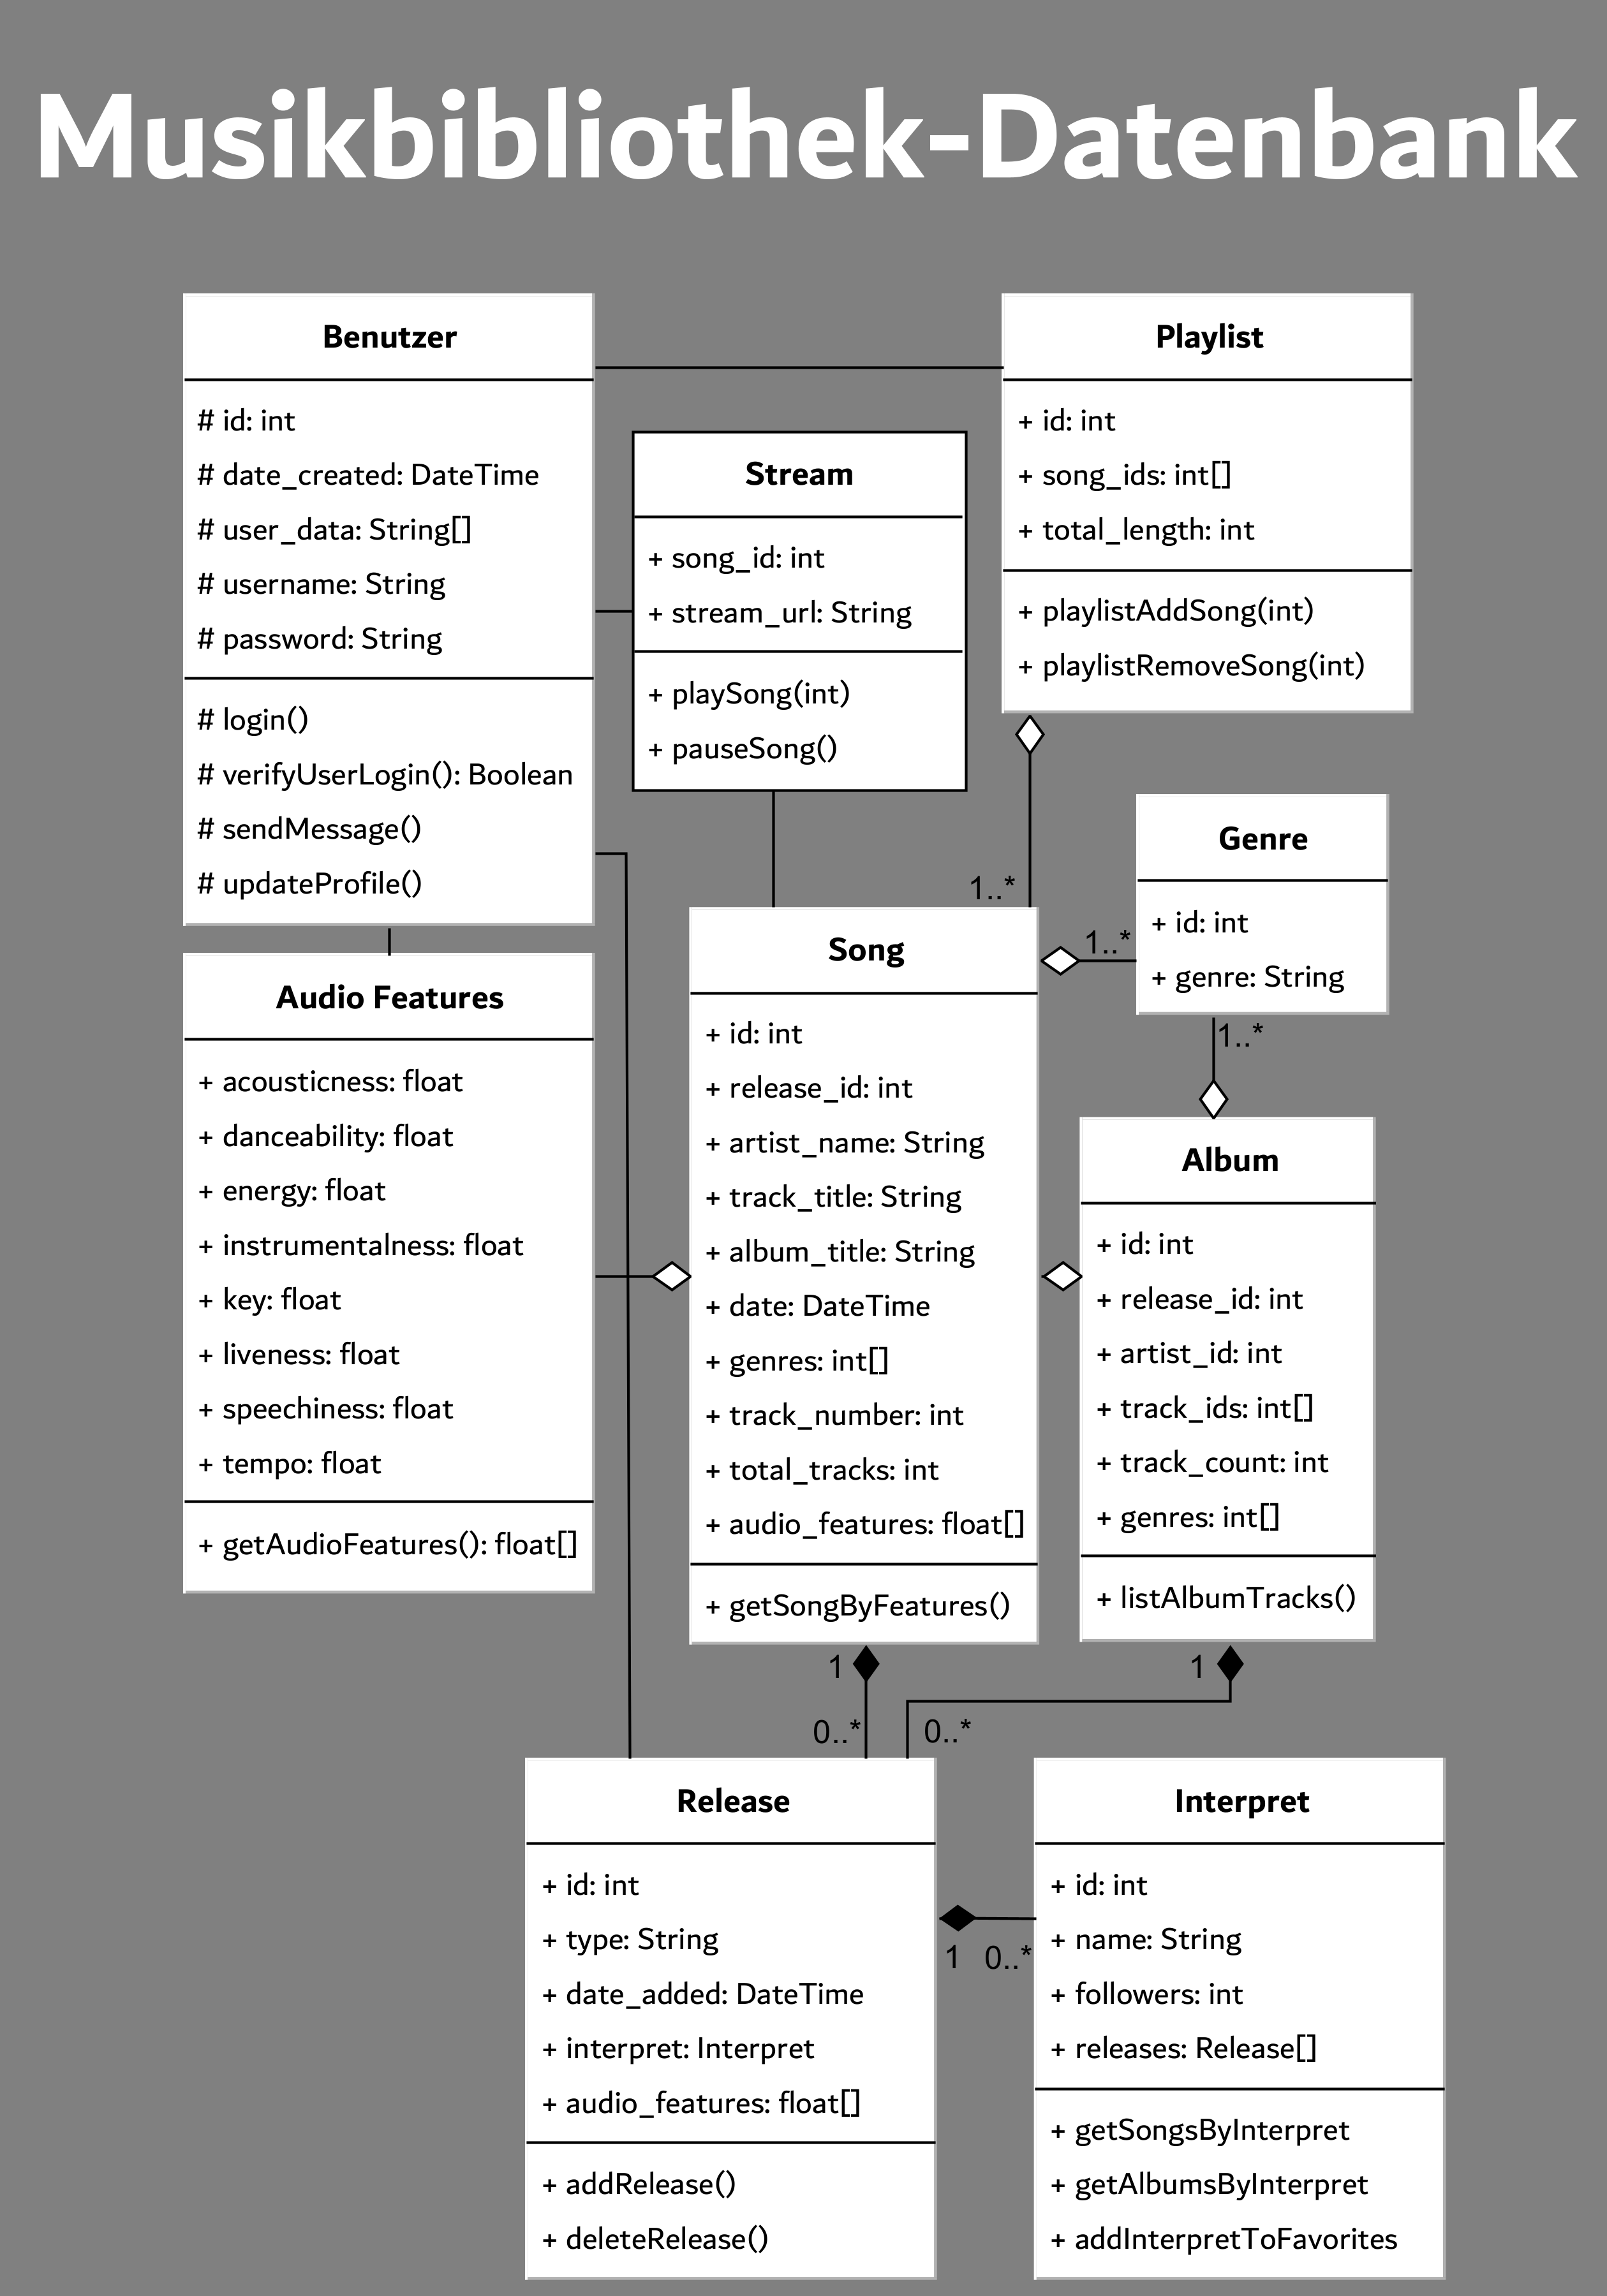 Musikbibliothek-Datenbank
Benutzer
# id: int
# date_created: DateTime
# user_data: String[]
# username: String
# password: String
# login()
# verifyUserLogin(): Boolean
# sendMessage()
# updateProfile()
Stream
+ song_id: int
+ stream_url: String
+ playSong(int)
+ pauseSong()
Playlist
+ id: int
+ song_ids: int[]
+ total_length: int
+ playlistAddSong(int)
+ playlistRemoveSong(int)
1..*
Genre
+ id: int
+ genre: String
1..*
1..*
Audio Features
+ acousticness: float
+ danceability: float
+ energy: float
+ instrumentalness: float
+ key: float
+ liveness: float
+ speechiness: float
+ tempo: float
+ getAudioFeatures(): float[]
Song
+ id: int
+ release_id: int
+ artist_name: String
+ track_title: String
+ album_title: String
+ date: DateTime
+ genres: int[]
+ track_number: int
+ total_tracks: int
+ audio_features: float[]
+ getSongByFeatures()
Album
+ id: int
+ release_id: int
+ artist_id: int
+ track_ids: int[]
+ track_count: int
+ genres: int[]
+ listAlbumTracks()
1
1
0..*
0..*
Release
+ id: int
+ type: String
+ date_added: DateTime
+ interpret: Interpret
+ audio_features: float[]
+ addRelease()
+ deleteRelease()
1
0..*
Interpret
+ id: int
+ name: String
+ followers: int
+ releases: Release[]
+ getSongsByInterpret
+ getAlbumsByInterpret
+ addInterpretToFavorites